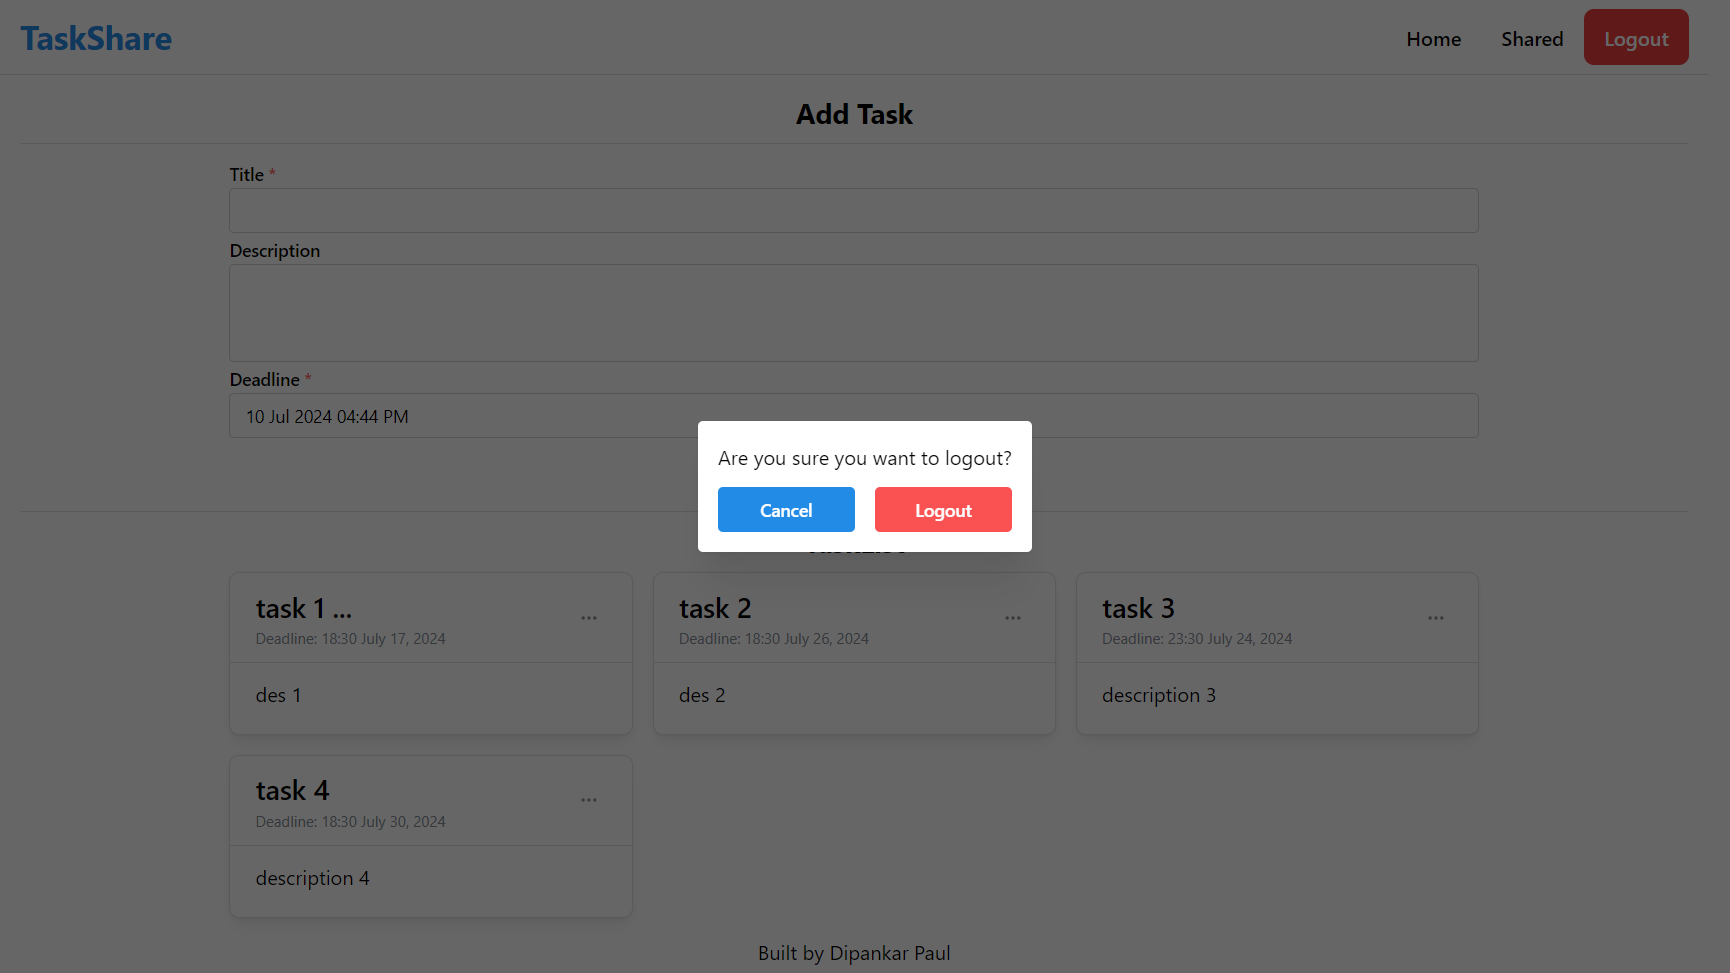 TaskShare
Home Shared Logout
Add Task
Title *
Description
Deadline *
10 Jul 2024 04:44 PM
Are you sure you want to logout?
Cancel Logout
task 1 ... ...
Deadline: 18:30 July 17, 2024
des 1
task 2 ...
Deadline: 18:30 July 26, 2024
des 2
task 3 ...
Deadline: 23:30 July 24, 2024
description 3
task 4 ...
Deadline: 18:30 July 30, 2024
description 4
Built by Dipankar Paul